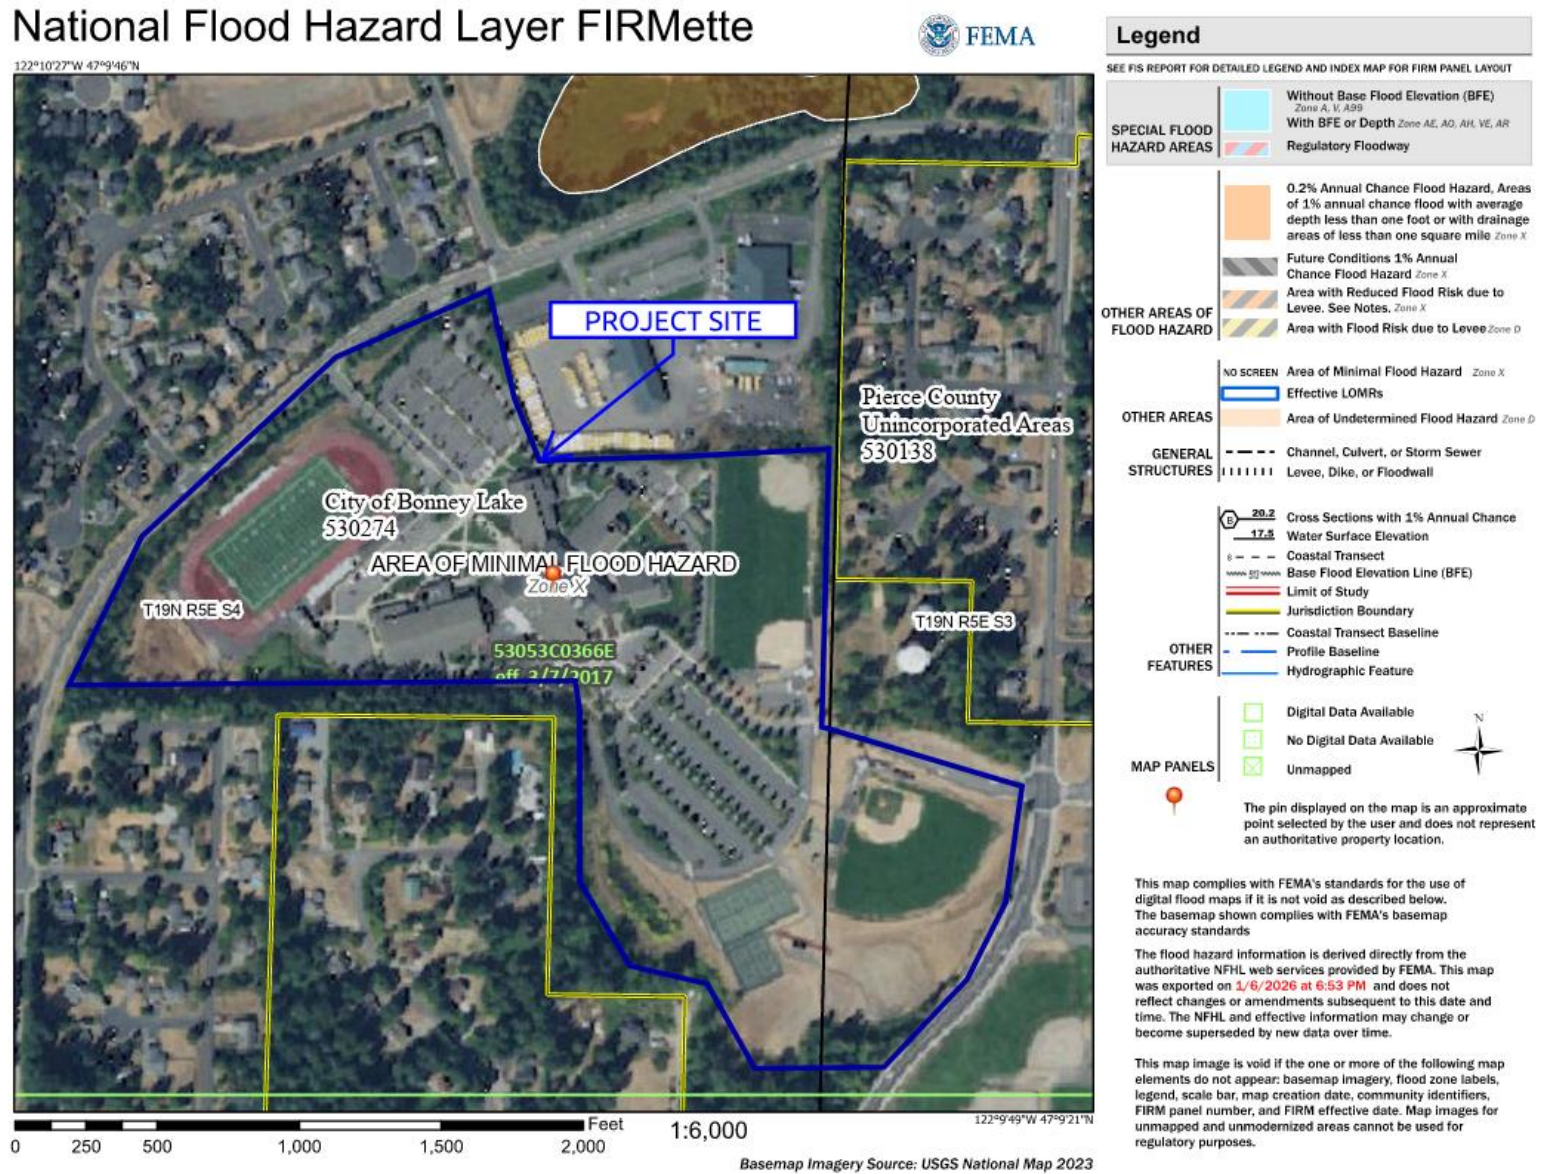 National Flood Hazard Layer FIRMette
FEMA
122°10'27"W 47°9'46"N
PROJECT SITE
Pierce County
Unincorporated Areas
530138
City of Bonney Lake
530274
AREA OF MINIMAL FLOOD HAZARD
Zone X
T19N R5E S4
T19N R5E S3
53053C0366E
eff. 3/7/2017
122°9'49"W 47°9'21"N
Feet
0
250
500
1,000
1,500
2,000
1:6,000
Basemap Imagery Source: USGS National Map 2023
Legend
SEE FIS REPORT FOR DETAILED LEGEND AND INDEX MAP FOR FIRM PANEL LAYOUT
SPECIAL FLOOD
HAZARD AREAS
Without Base Flood Elevation (BFE)
Zone A, V, A99
With BFE or Depth Zone AE, AO, AH, VE, AR
Regulatory Floodway
OTHER AREAS OF
FLOOD HAZARD
0.2% Annual Chance Flood Hazard, Areas
of 1% annual chance flood with average
depth less than one foot or with drainage
areas of less than one square mile Zone X
Future Conditions 1% Annual
Chance Flood Hazard Zone X
Area with Reduced Flood Risk due to
Levee. See Notes. Zone X
Area with Flood Risk due to Levee Zone D
OTHER AREAS
NO SCREEN Area of Minimal Flood Hazard Zone X
Effective LOMRs
Area of Undetermined Flood Hazard Zone D
GENERAL
STRUCTURES
Channel, Culvert, or Storm Sewer
Levee, Dike, or Floodwall
OTHER
FEATURES
B 20.2 Cross Sections with 1% Annual Chance
17.5 Water Surface Elevation
8 Coastal Transect
Base Flood Elevation Line (BFE)
Limit of Study
Jurisdiction Boundary
Coastal Transect Baseline
Profile Baseline
Hydrographic Feature
MAP PANELS
Digital Data Available
No Digital Data Available
Unmapped
N
The pin displayed on the map is an approximate
point selected by the user and does not represent
an authoritative property location.
This map complies with FEMA's standards for the use of
digital flood maps if it is not void as described below.
The basemap shown complies with FEMA's basemap
accuracy standards
The flood hazard information is derived directly from the
authoritative NFHL web services provided by FEMA. This map
was exported on 1/6/2026 at 6:53 PM and does not
reflect changes or amendments subsequent to this date and
time. The NFHL and effective information may change or
become superseded by new data over time.
This map image is void if the one or more of the following map
elements do not appear: basemap imagery, flood zone labels,
legend, scale bar, map creation date, community identifiers,
FIRM panel number, and FIRM effective date. Map images for
unmapped and unmodernized areas cannot be used for
regulatory purposes.